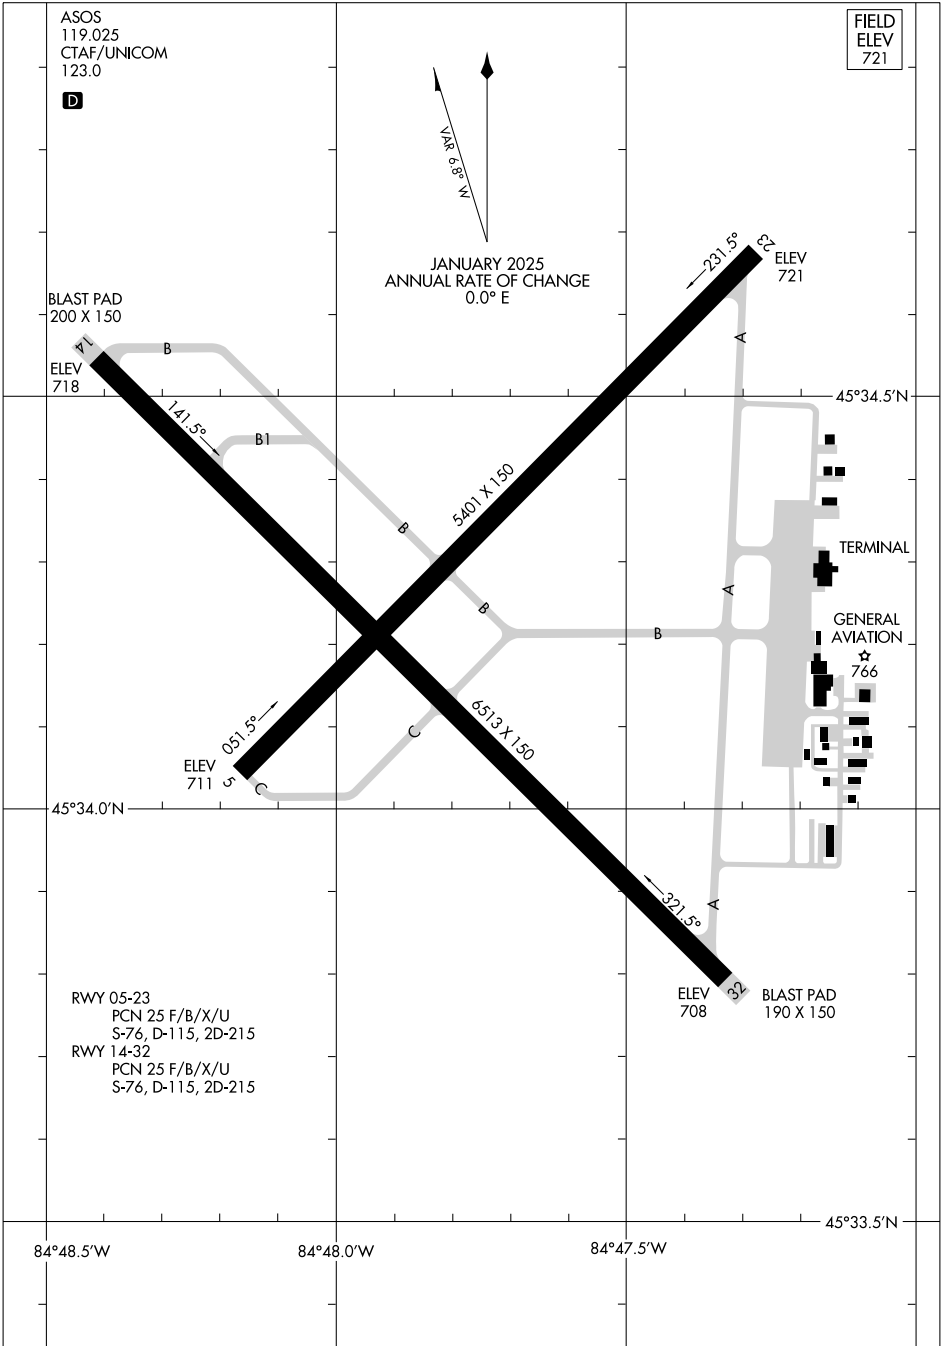 ASOS
119.025
CTAF/UNICOM
123.0
D
FIELD
ELEV
721
VAR 6.8° W
JANUARY 2025
ANNUAL RATE OF CHANGE
0.0° E
231.5°
23
ELEV
721
BLAST PAD
200 X 150
14
ELEV
718
B
A
45°34.5'N
141.5°
B1
5401 X 150
B
TERMINAL
A
B
GENERAL
AVIATION
766
B
6513 X 150
051.5°
C
ELEV
711
5
C
45°34.0'N
321.5°
A
ELEV
708
32
BLAST PAD
190 X 150
RWY 05-23
PCN 25 F/B/X/U
S-76, D-115, 2D-215
RWY 14-32
PCN 25 F/B/X/U
S-76, D-115, 2D-215
45°33.5'N
84°48.5'W
84°48.0'W
84°47.5'W